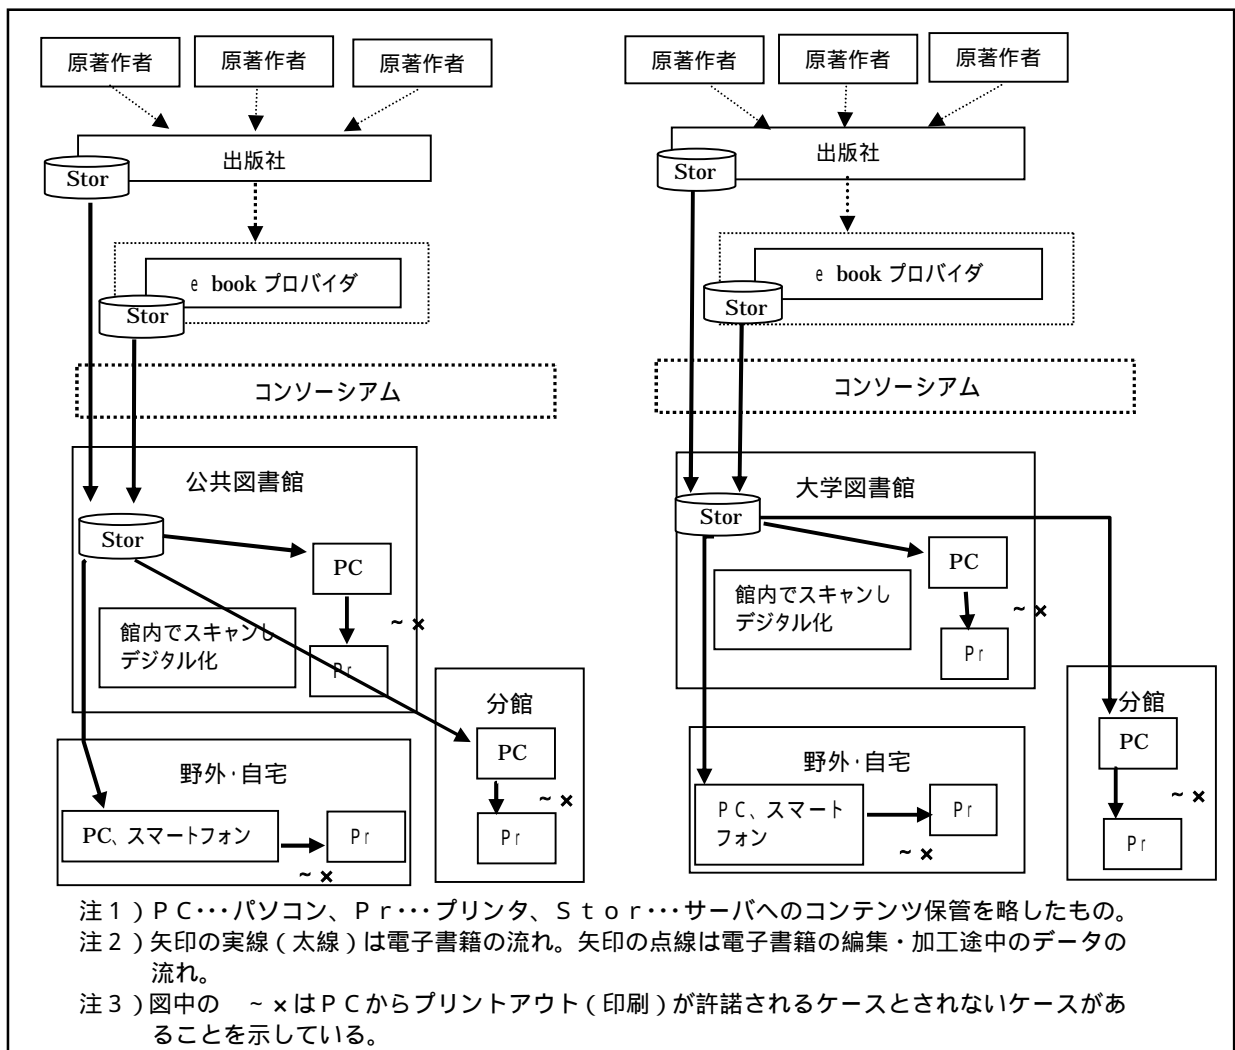 原著作者
原著作者
原著作者
出版社
Stor
e book プロバイダ
Stor
コンソーシアム
公共図書館
Stor
PC
館内でスキャンし
デジタル化
~ ×
Pr
分館
PC
~ ×
Pr
野外・自宅
PC、スマートフォン
Pr
~ ×
原著作者
原著作者
原著作者
出版社
Stor
e book プロバイダ
Stor
コンソーシアム
大学図書館
Stor
PC
館内でスキャンし
デジタル化
~ ×
Pr
分館
PC
~ ×
Pr
野外・自宅
PC、スマート
フォン
Pr
~ ×
注1）PC･･･パソコン、Pr･･･プリンタ、Stor･･･サーバへのコンテンツ保管を略したもの。
注2）矢印の実線（太線）は電子書籍の流れ。矢印の点線は電子書籍の編集・加工途中のデータの
流れ。
注3）図中の　~ ×はPCからプリントアウト（印刷）が許諾されるケースとされないケースがあ
ることを示している。